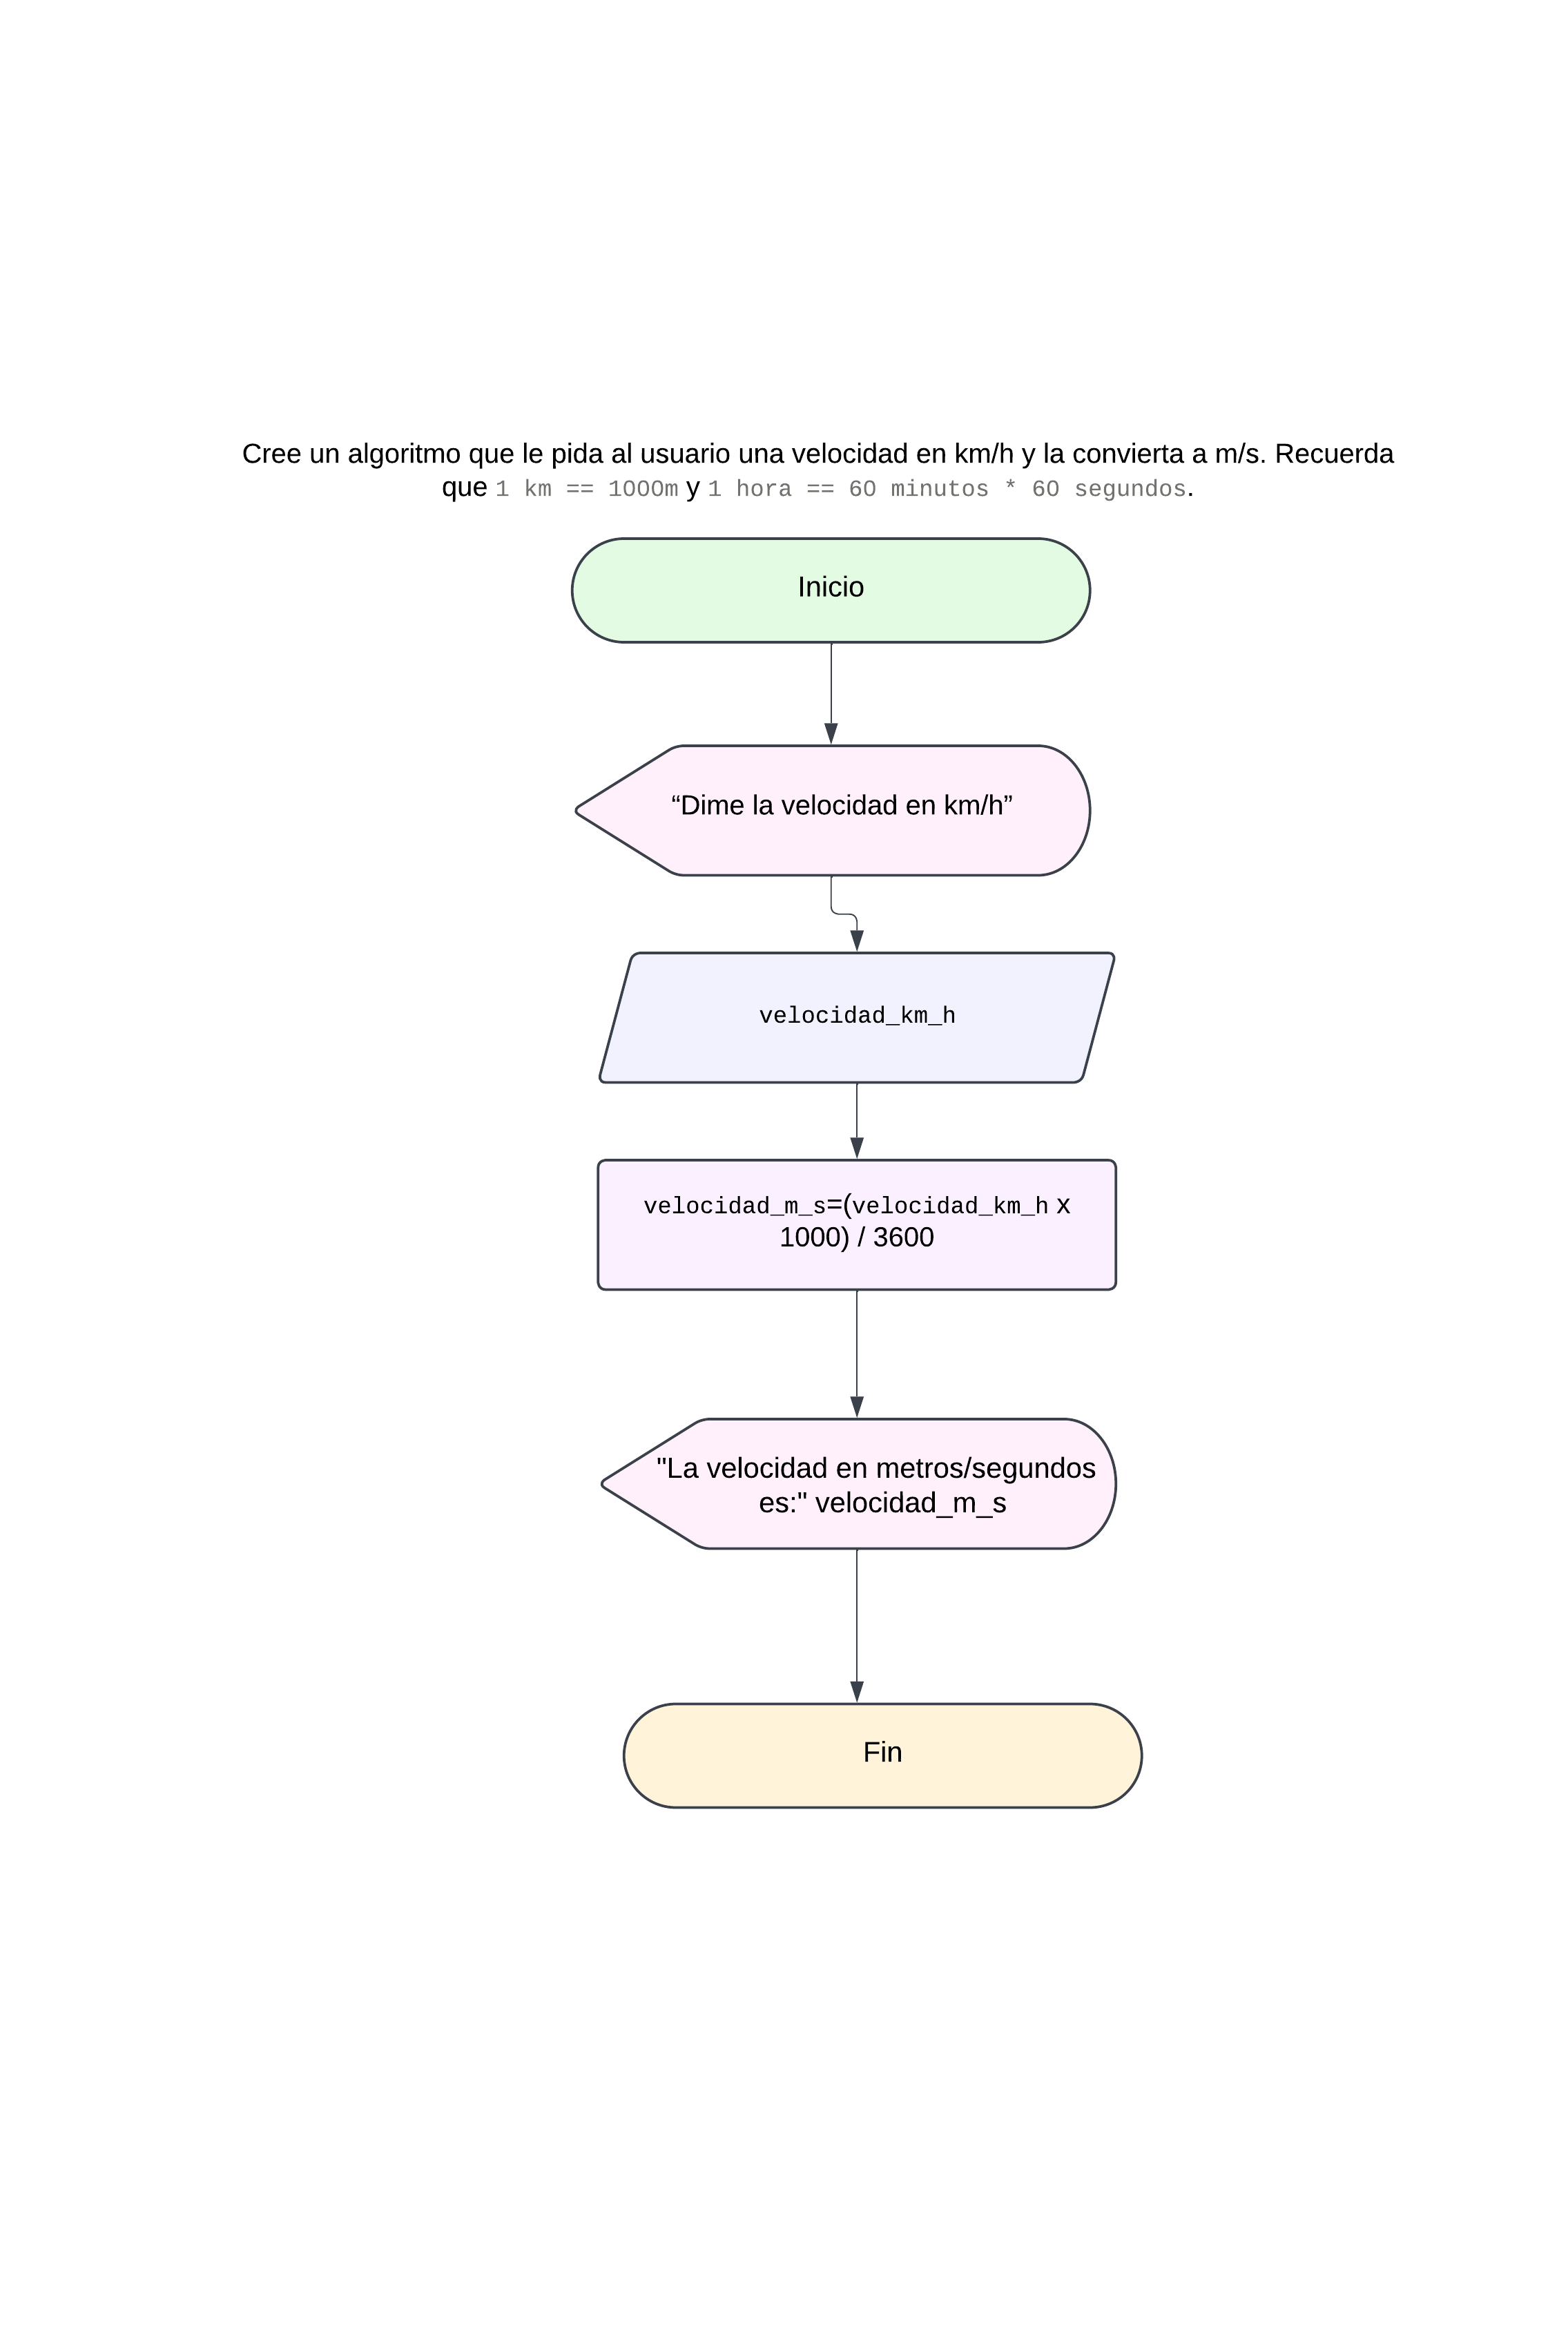 Cree un algoritmo que le pida al usuario una velocidad en km/h y la convierta a m/s. Recuerda
que 1 km == 1000m y 1 hora == 60 minutos * 60 segundos.
Inicio
“Dime la velocidad en km/h”
velocidad_km_h
velocidad_m_s=(velocidad_km_h x
1000) / 3600
"La velocidad en metros/segundos
es:" velocidad_m_s
Fin